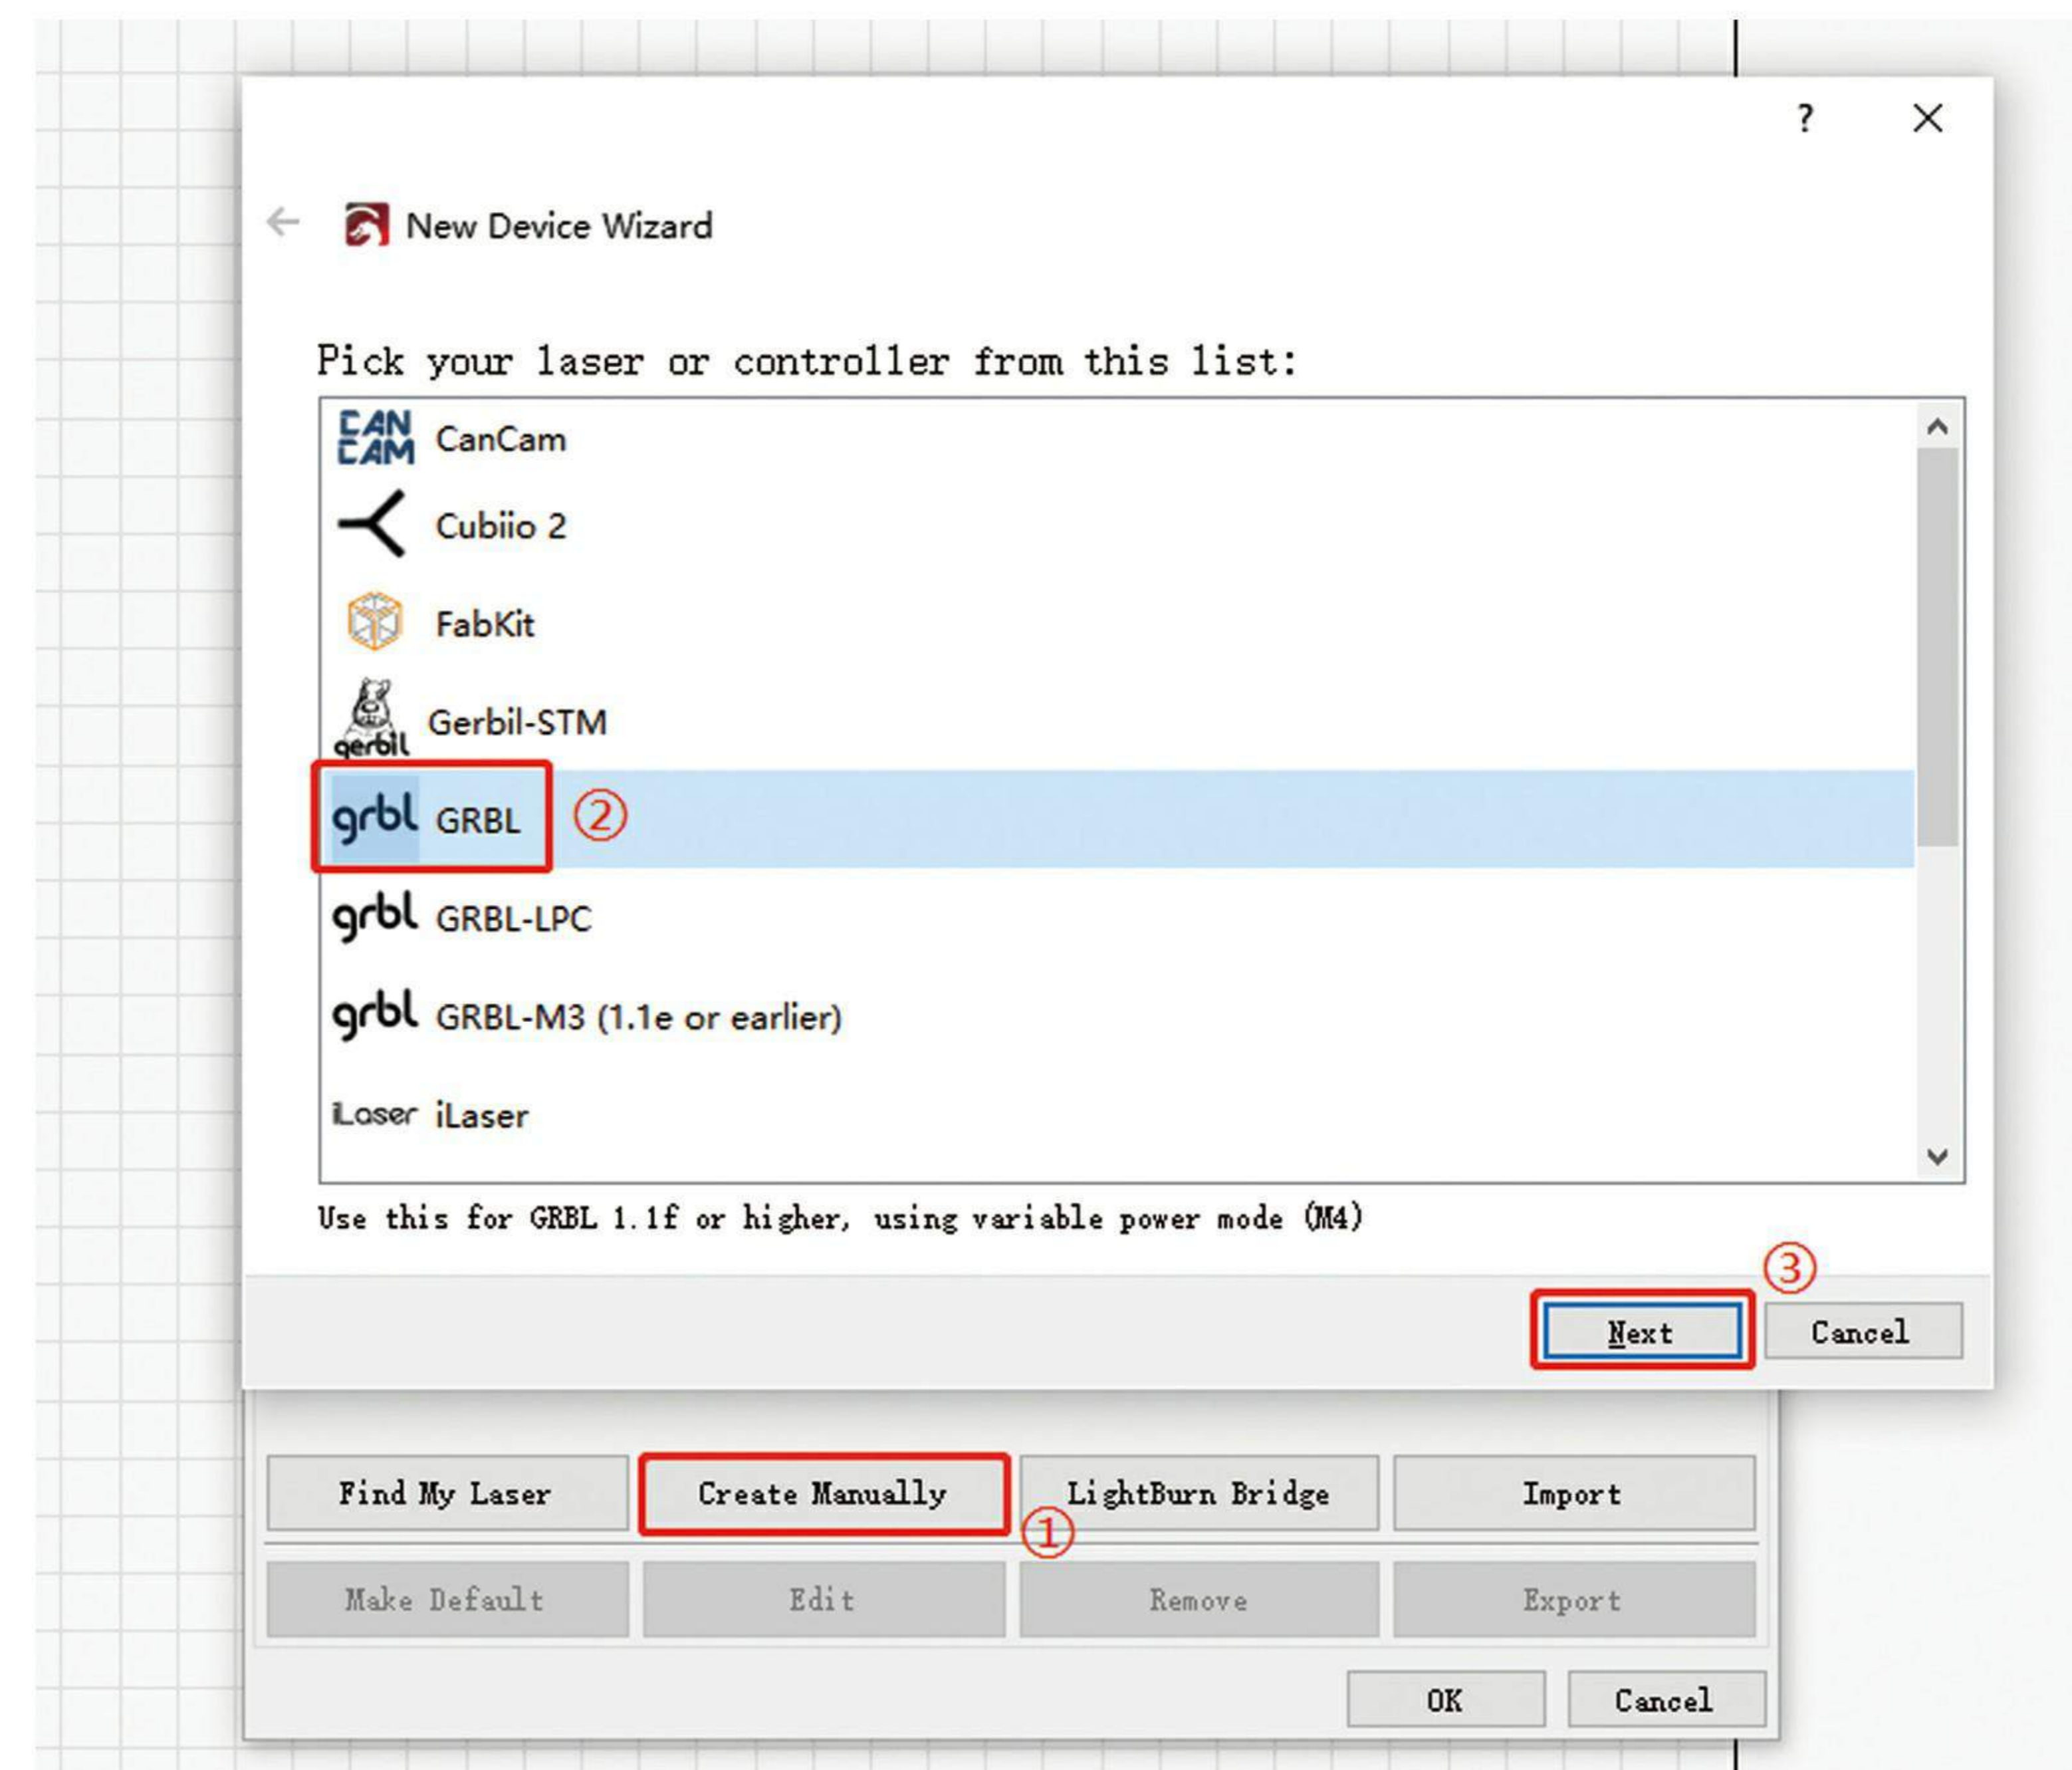 ?
New Device Wizard
Pick your laser or controller from this list:
CAN CAM CanCam
Cubiio 2
FabKit
gerbil Gerbil-STM
grbl GRBL ②
grbl GRBL-LPC
grbl GRBL-M3 (1.1e or earlier)
iLaser iLaser
Use this for GRBL 1.1f or higher, using variable power mode (M4)
③
Next Cancel
Find My Laser Create Manually LightBurn Bridge Import
①
Make Default Edit Remove Export
OK Cancel